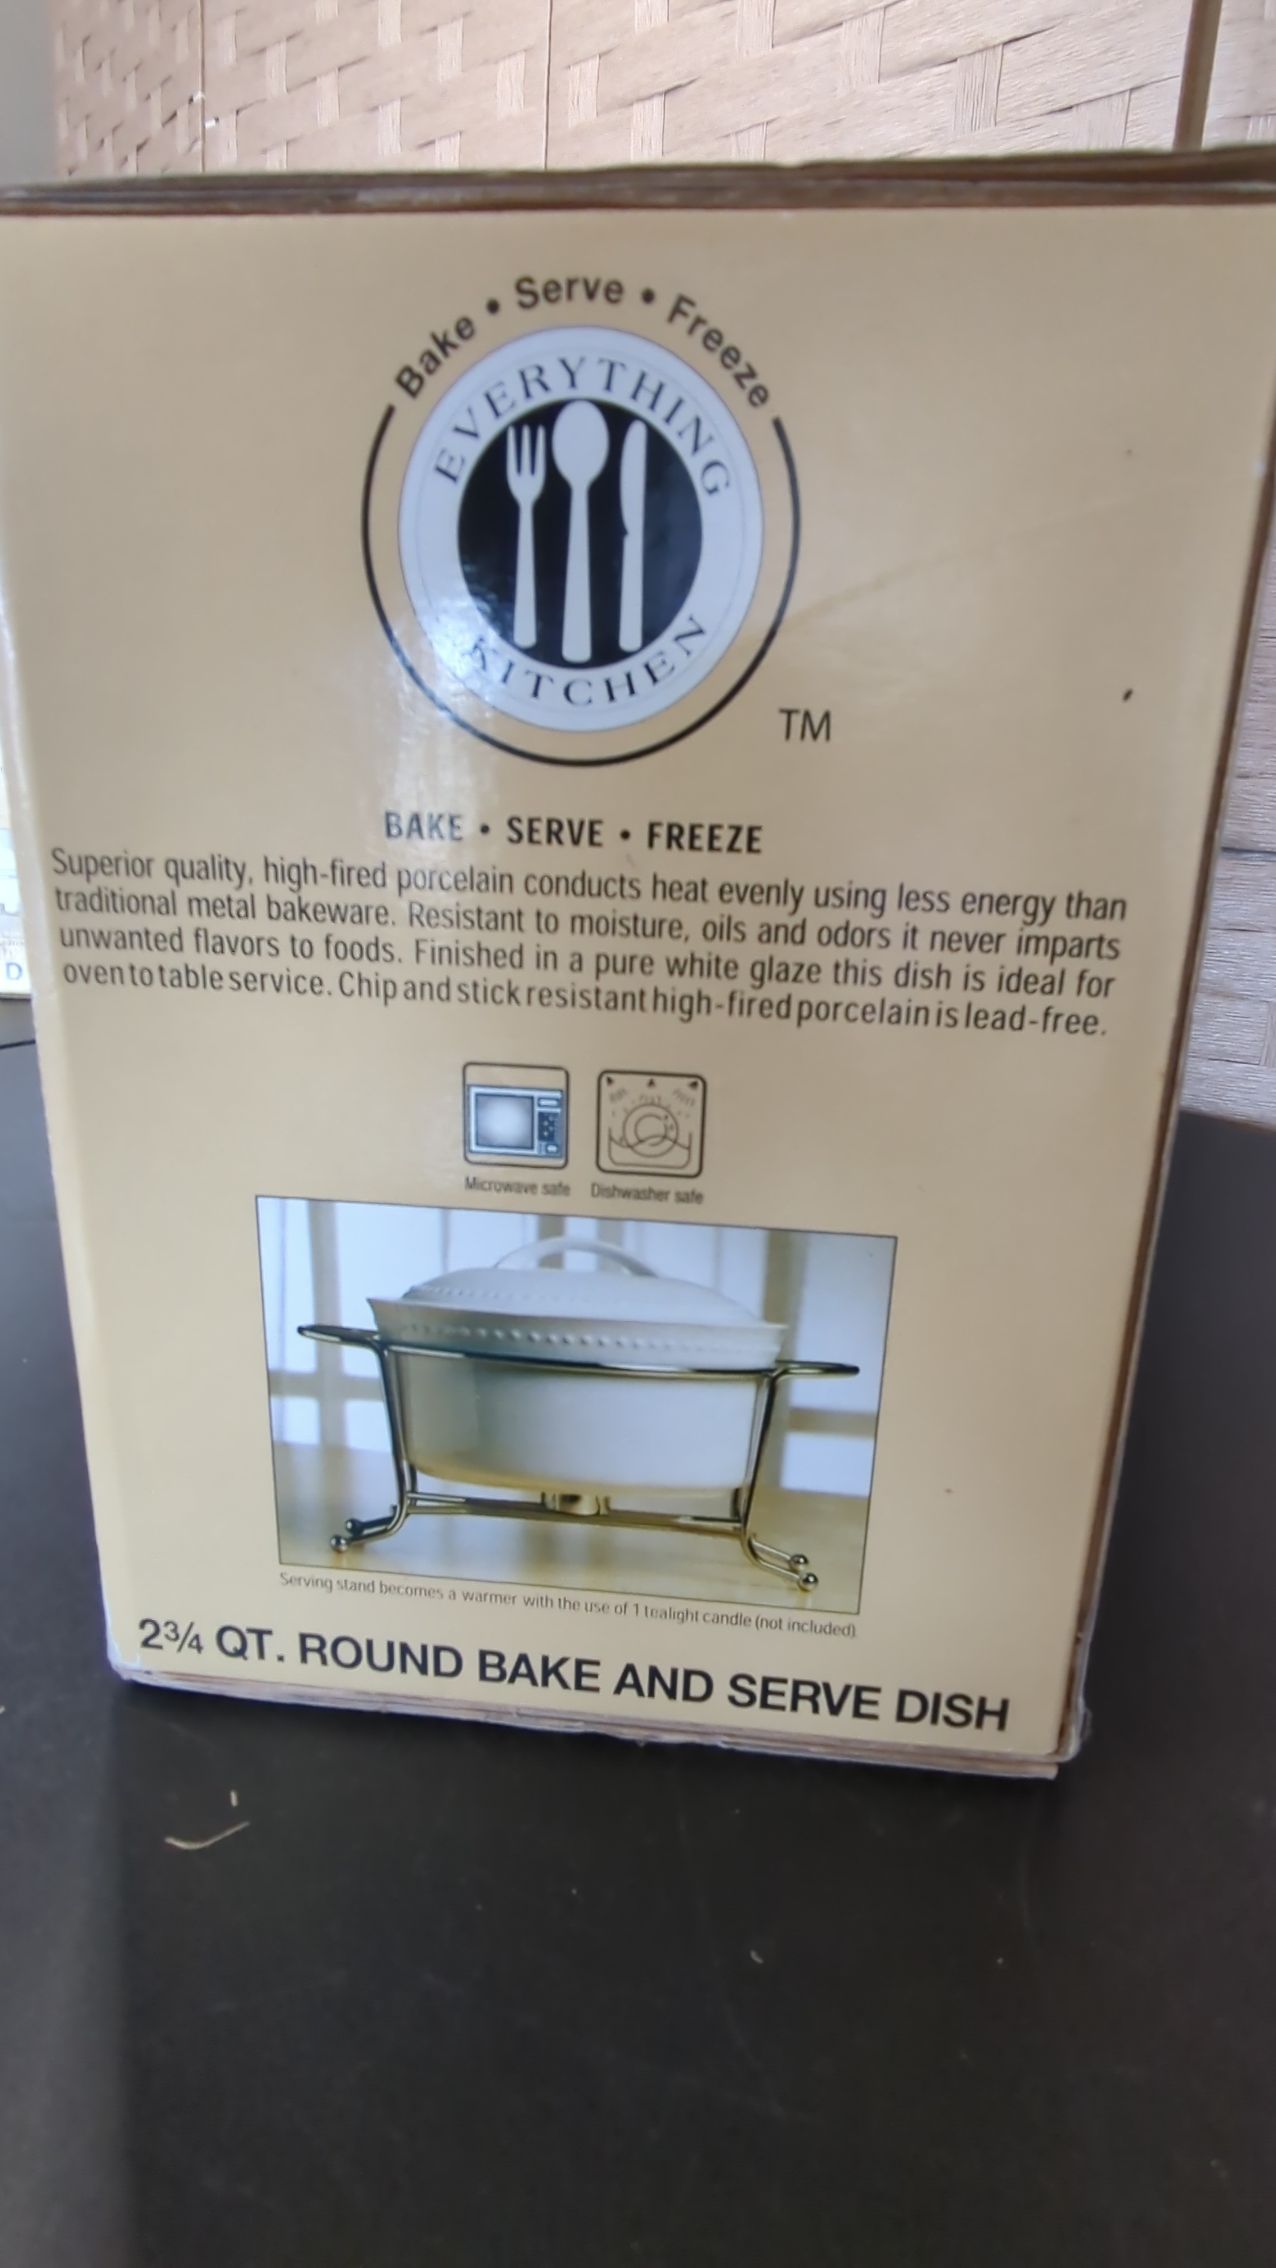 Bake • Serve • Freeze
EVERYTHING
KITCHEN
TM
BAKE • SERVE • FREEZE
Superior quality, high-fired porcelain conducts heat evenly using less energy than
traditional metal bakeware. Resistant to moisture, oils and odors it never imparts
unwanted flavors to foods. Finished in a pure white glaze this dish is ideal for
oven to table service. Chip and stick resistant high-fired porcelain is lead-free.
Microwave safe Dishwasher safe
Serving stand becomes a warmer with the use of 1 tealight candle (not included).
2¾ QT. ROUND BAKE AND SERVE DISH
D